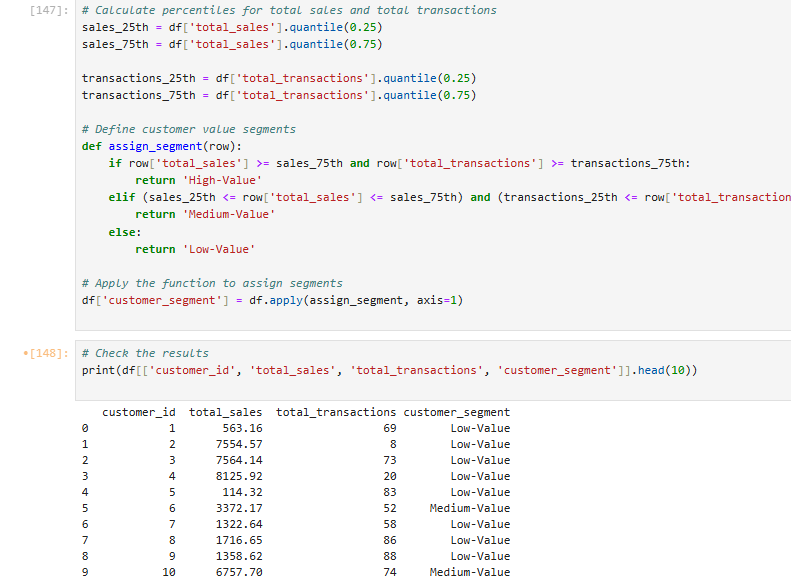 [147]: # Calculate percentiles for total sales and total transactions
sales_25th = df['total_sales'].quantile(0.25)
sales_75th = df['total_sales'].quantile(0.75)
transactions_25th = df['total_transactions'].quantile(0.25)
transactions_75th = df['total_transactions'].quantile(0.75)
# Define customer value segments
def assign_segment(row):
    if row['total_sales'] >= sales_75th and row['total_transactions'] >= transactions_75th:
        return 'High-Value'
    elif (sales_25th <= row['total_sales'] <= sales_75th) and (transactions_25th <= row['total_transaction
        return 'Medium-Value'
    else:
        return 'Low-Value'
# Apply the function to assign segments
df['customer_segment'] = df.apply(assign_segment, axis=1)
•[148]: # Check the results
print(df[['customer_id', 'total_sales', 'total_transactions', 'customer_segment']].head(10))
customer_id total_sales total_transactions customer_segment
0 1 563.16 69 Low-Value
1 2 7554.57 8 Low-Value
2 3 7564.14 73 Low-Value
3 4 8125.92 20 Low-Value
4 5 114.32 83 Low-Value
5 6 3372.17 52 Medium-Value
6 7 1322.64 58 Low-Value
7 8 1716.65 86 Low-Value
8 9 1358.62 88 Low-Value
9 10 6757.70 74 Medium-Value